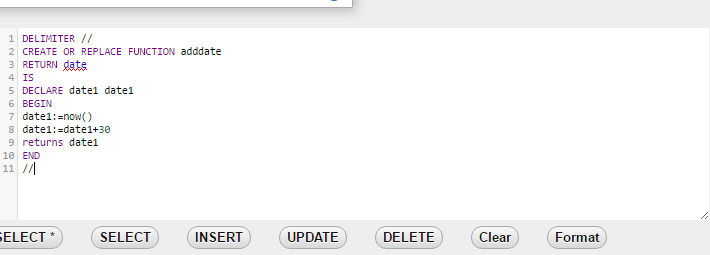 1 DELIMITER //
2 CREATE OR REPLACE FUNCTION adddate
3 RETURN date
4 IS
5 DECLARE date1 date1
6 BEGIN
7 date1:=now()
8 date1:=date1+30
9 returns date1
10 END
11 //
SELECT * SELECT INSERT UPDATE DELETE Clear Format